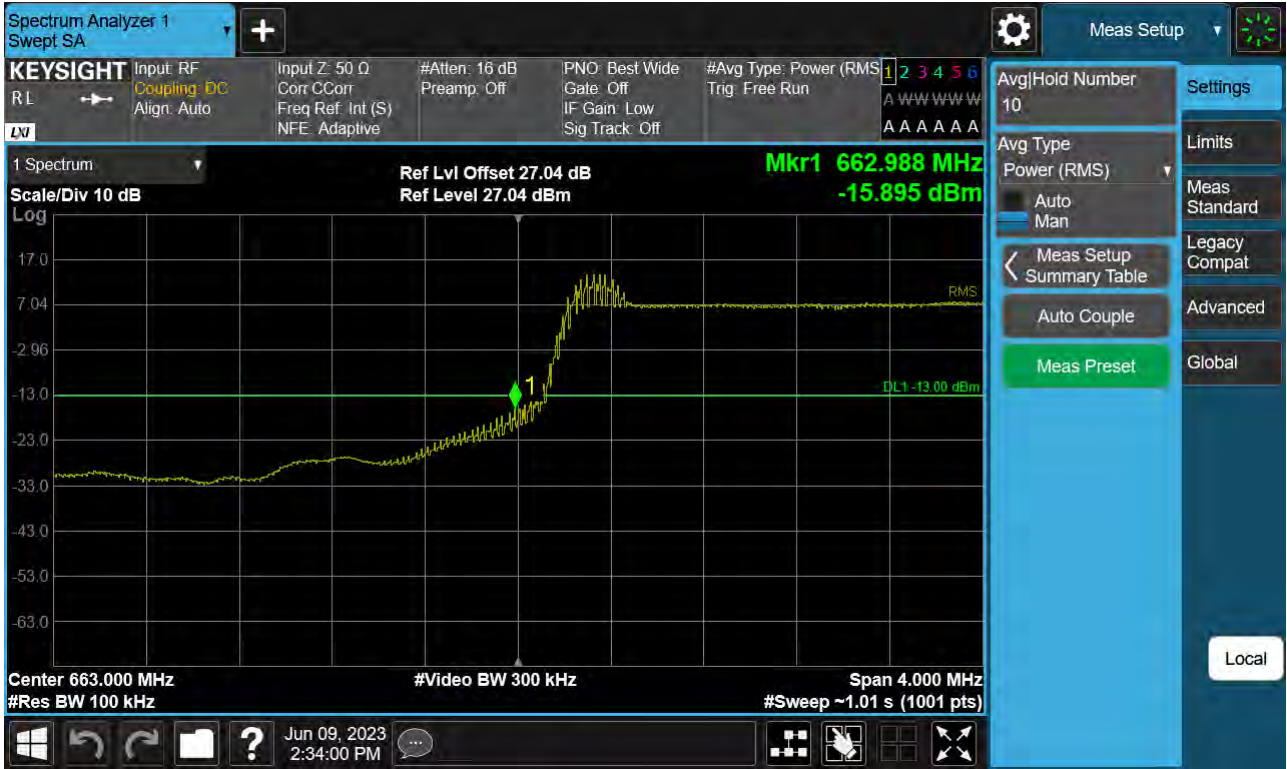 Spectrum Analyzer 1
Swept SA
Meas Setup
KEYSIGHT
RL
LXI
Input: RF
Coupling: DC
Align: Auto
Input Z: 50 Ω
Corr CCorr
Freq Ref: Int (S)
NFE: Adaptive
#Atten: 16 dB
Preamp: Off
PNO: Best Wide
Gate: Off
IF Gain: Low
Sig Track: Off
#Avg Type: Power (RMS
Trig: Free Run
1 2 3 4 5 6
A W W W W W
A A A A A A
1 Spectrum
Scale/Div 10 dB
Log
Ref Lvl Offset 27.04 dB
Ref Level 27.04 dBm
Mkr1 662.988 MHz
-15.895 dBm
17.0
7.04
-2.96
-13.0
-23.0
-33.0
-43.0
-53.0
-63.0
RMS
1
DL1 -13.00 dBm
Center 663.000 MHz
#Res BW 100 kHz
#Video BW 300 kHz
Span 4.000 MHz
#Sweep ~1.01 s (1001 pts)
Avg|Hold Number
10
Avg Type
Power (RMS)
Auto
Man
Meas Setup
Summary Table
Auto Couple
Meas Preset
Settings
Limits
Meas
Standard
Legacy
Compat
Advanced
Global
Local
Jun 09, 2023
2:34:00 PM